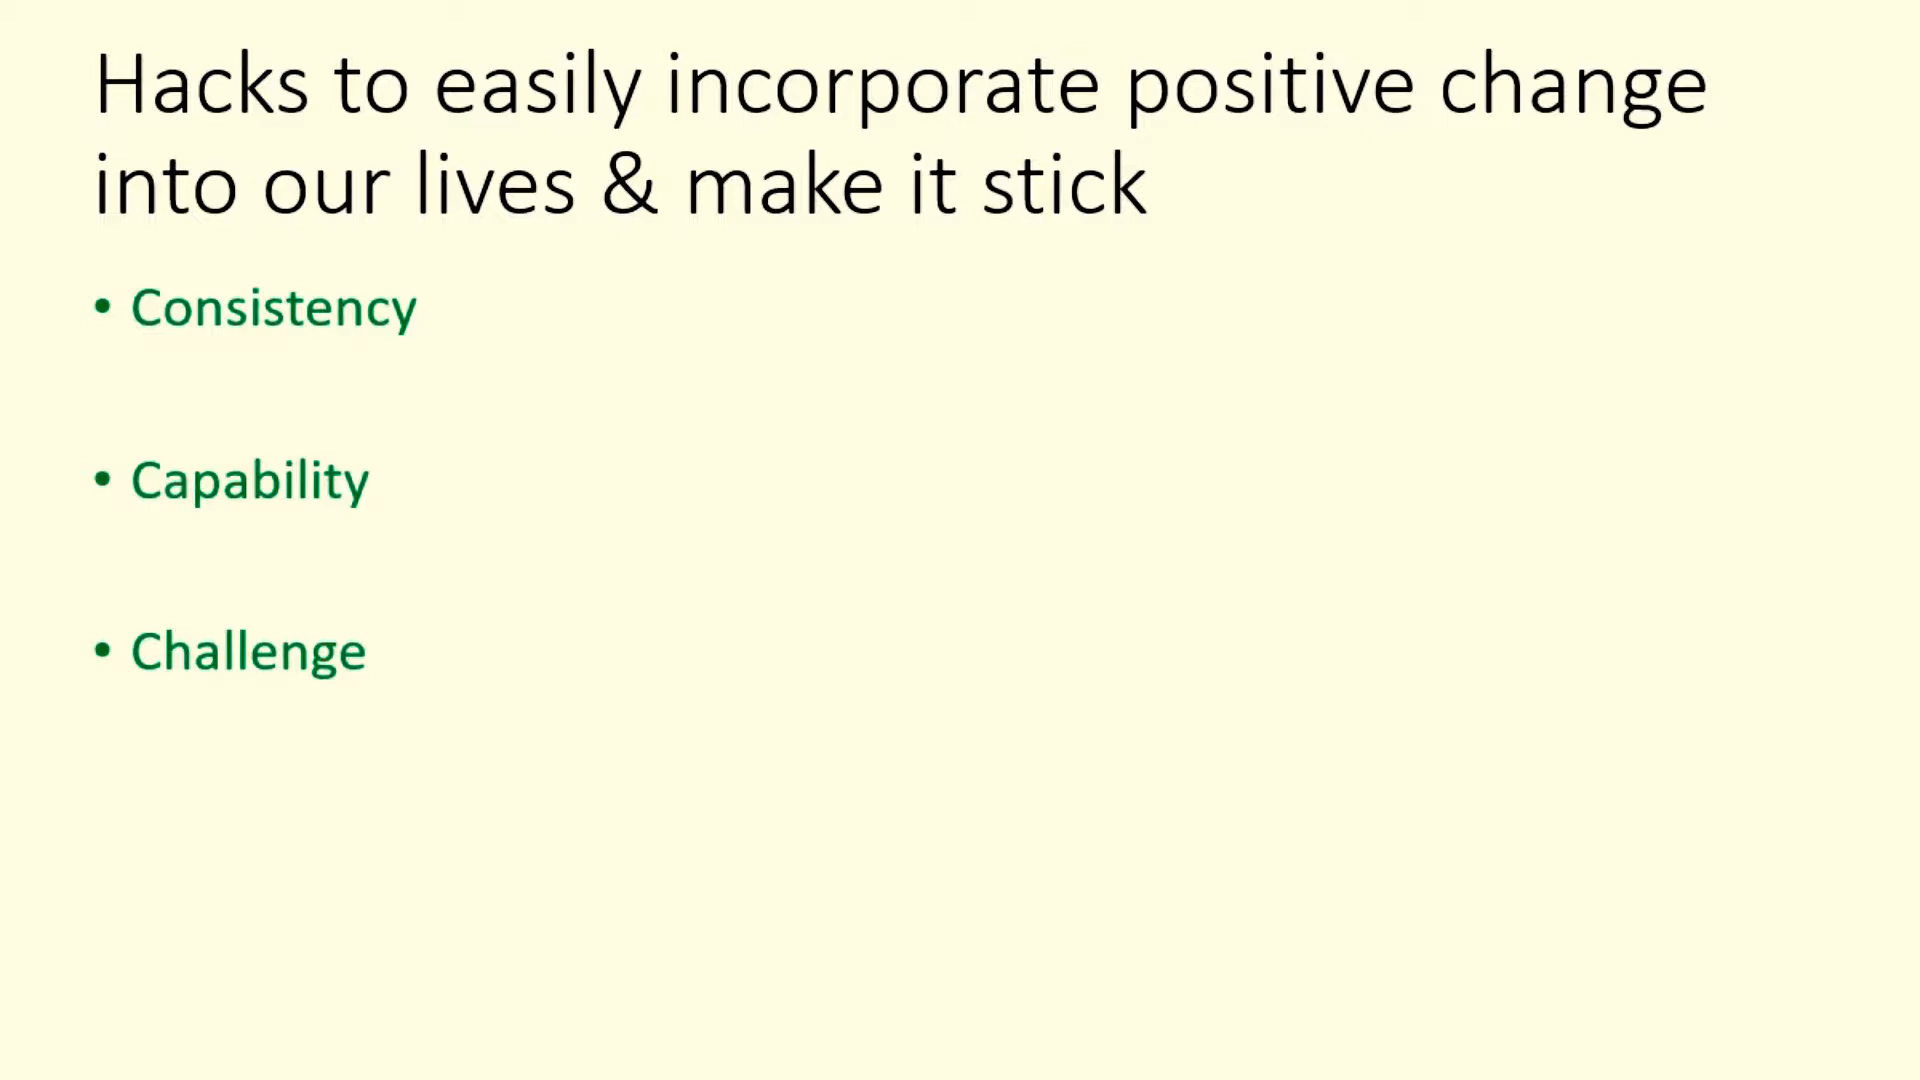 Hacks to easily incorporate positive change
into our lives & make it stick
• Consistency
• Capability
• Challenge